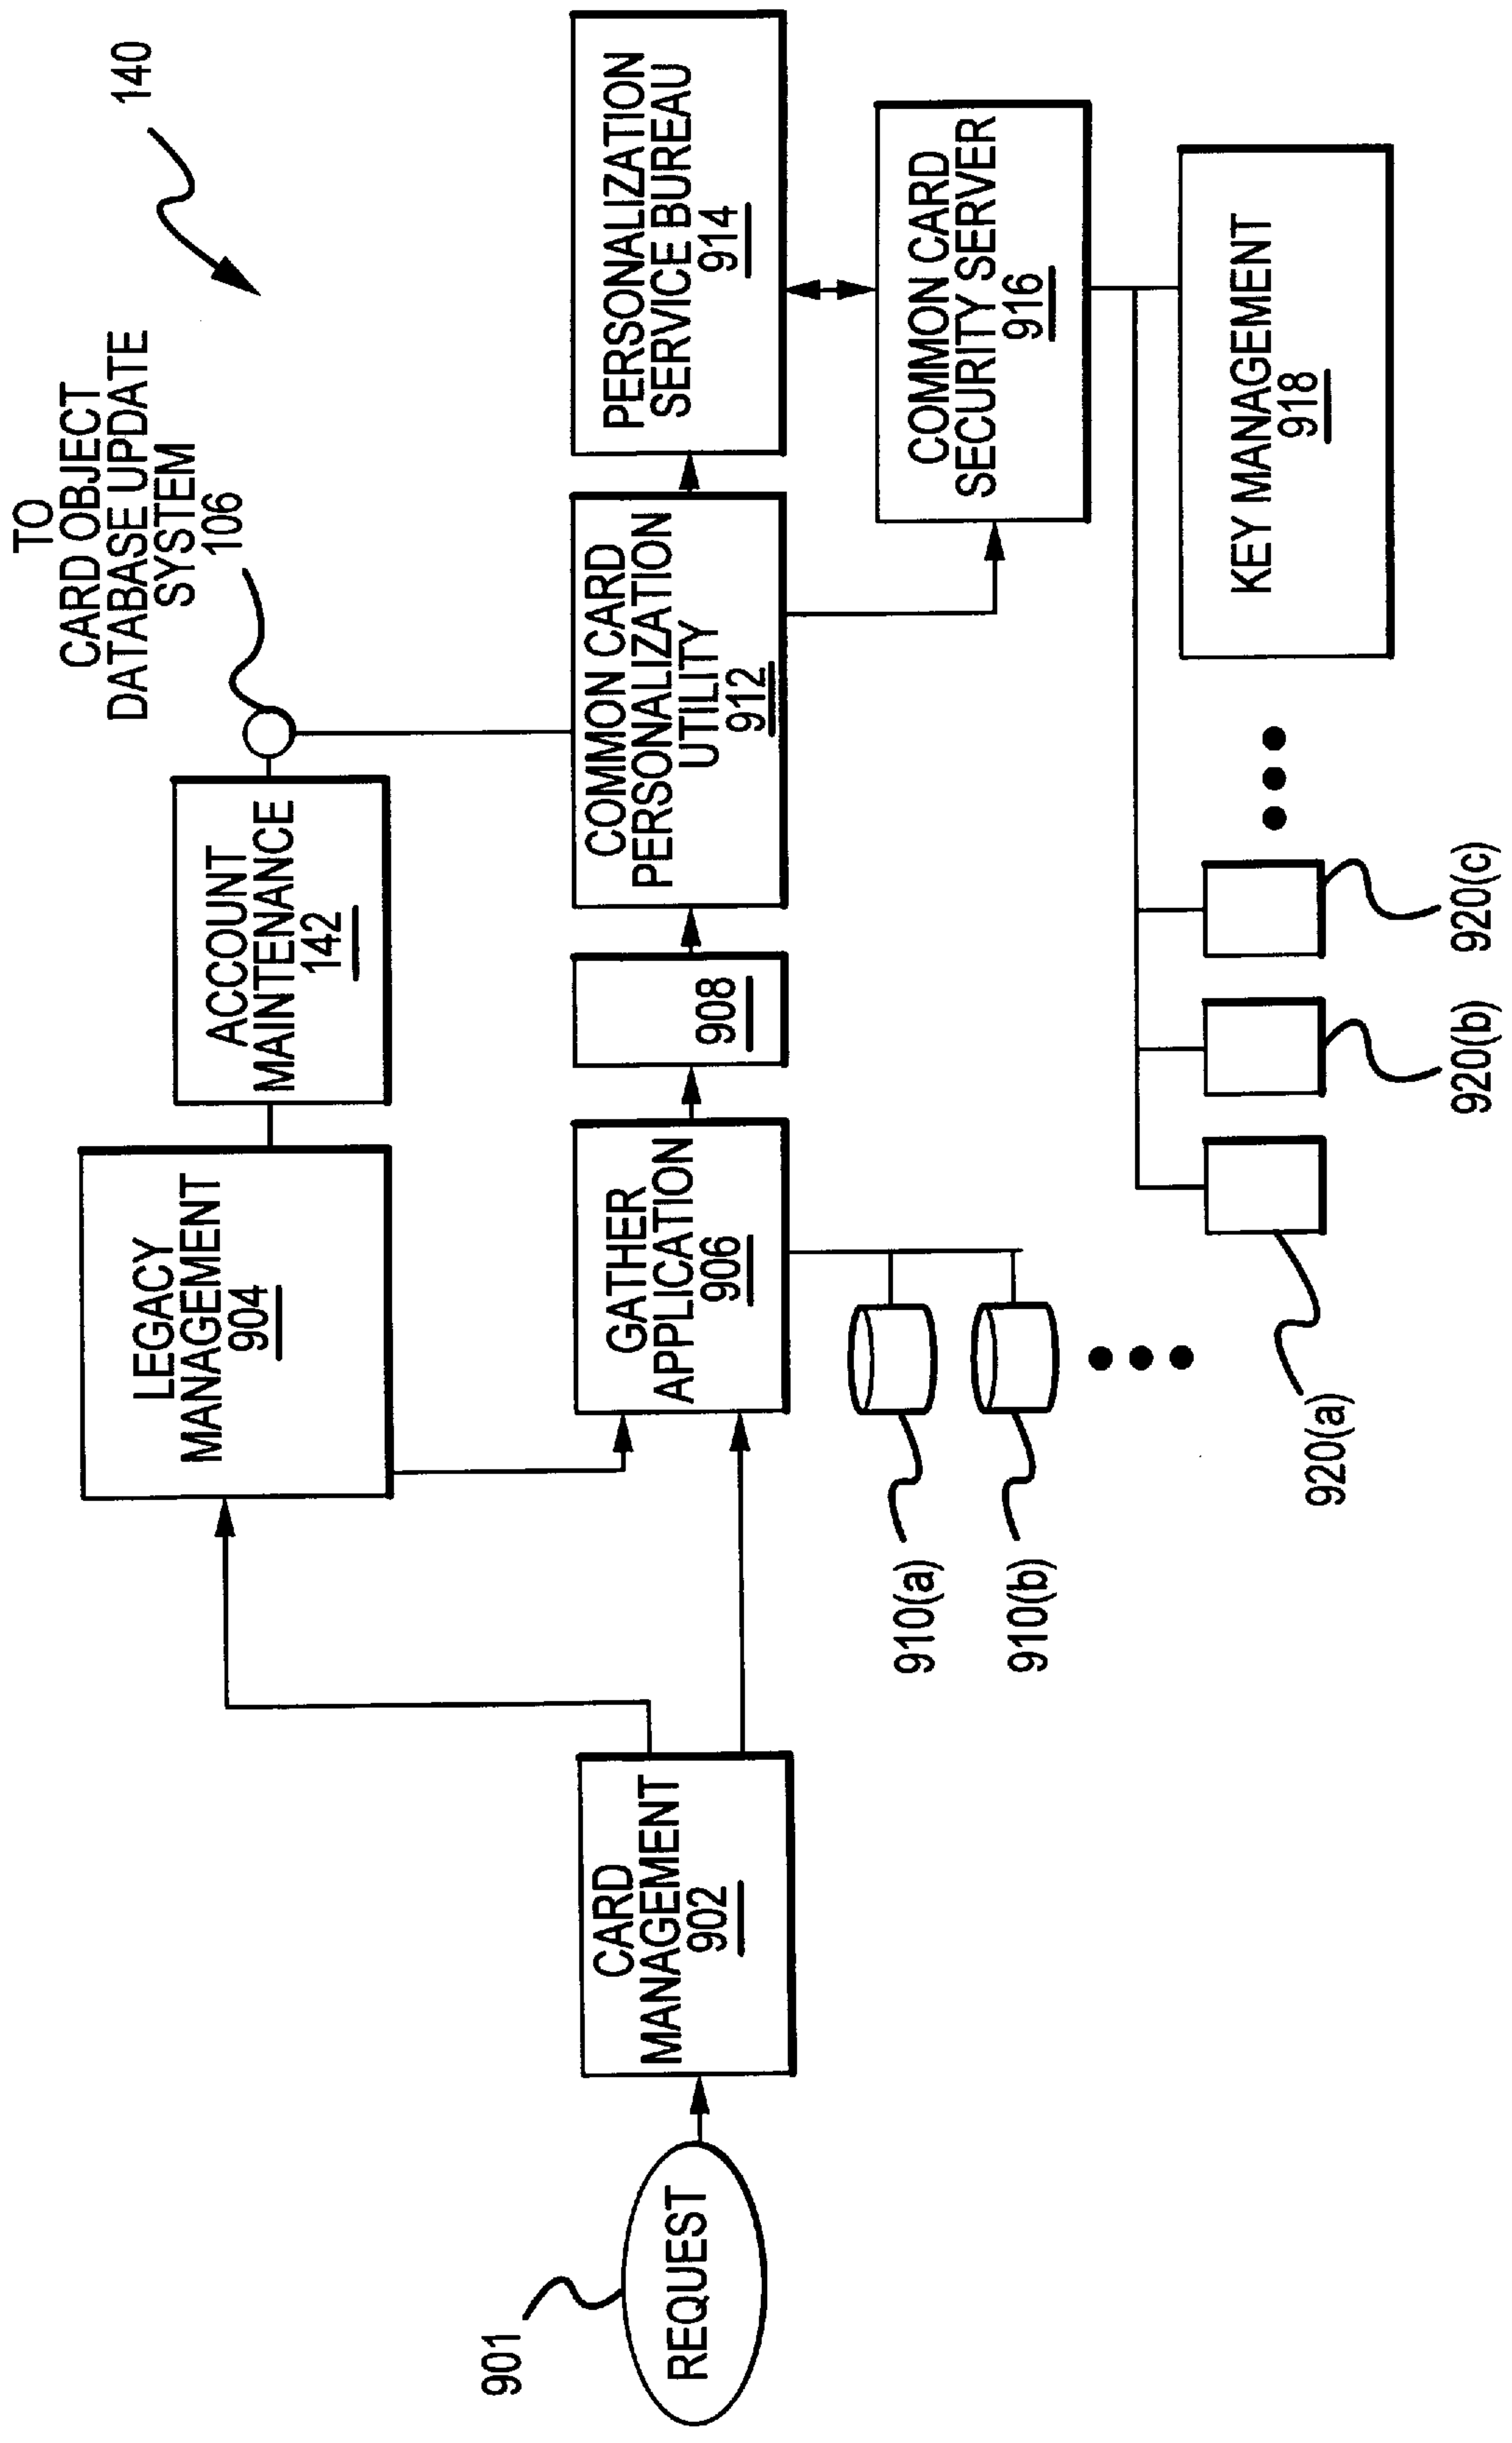 140
TO
CARD OBJECT
DATABASE UPDATE
SYSTEM
106
LEGACY
MANAGEMENT
904
ACCOUNT
MAINTENANCE
142
901
REQUEST
CARD
MANAGEMENT
902
GATHER
APPLICATION
906
908
COMMON CARD
PERSONALIZATION
UTILITY
912
PERSONALIZATION
SERVICE BUREAU
914
COMMON CARD
SECURITY SERVER
916
910(a)
910(b)
KEY MANAGEMENT
918
920(a)
920(b)
920(c)